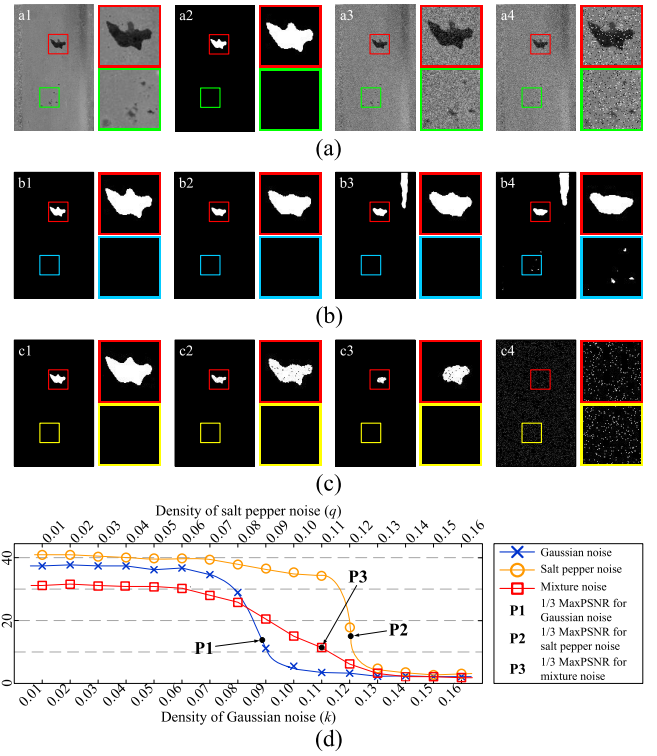 a1 a2 a3 a4
(a)
b1 b2 b3 b4
(b)
c1 c2 c3 c4
(c)
Density of salt pepper noise (q)
0.01 0.02 0.03 0.04 0.05 0.06 0.07 0.08 0.09 0.10 0.11 0.12 0.13 0.14 0.15 0.16
40
20
0
P1
P3
P2
0.01 0.02 0.03 0.04 0.05 0.06 0.07 0.08 0.09 0.10 0.11 0.12 0.13 0.14 0.15 0.16
Density of Gaussian noise (k)
Gaussian noise
Salt pepper noise
Mixture noise
P1 1/3 MaxPSNR for
Gaussian noise
P2 1/3 MaxPSNR for
salt pepper noise
P3 1/3 MaxPSNR for
mixture noise
(d)